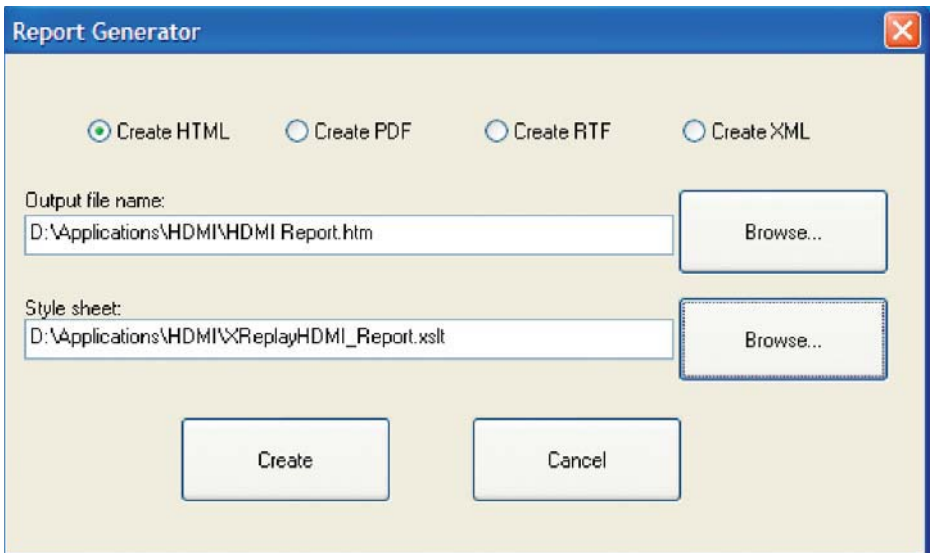 Report Generator
Create HTML Create PDF Create RTF Create XML
Output file name:
D:\Applications\HDMI\HDMI Report.htm
Browse...
Style sheet:
D:\Applications\HDMI\XReplayHDMI_Report.xslt
Browse...
Create Cancel